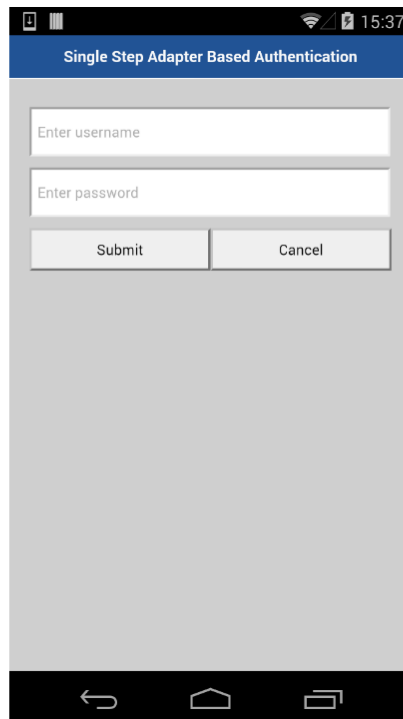 15:37
Single Step Adapter Based Authentication
Enter username
Enter password
Submit
Cancel